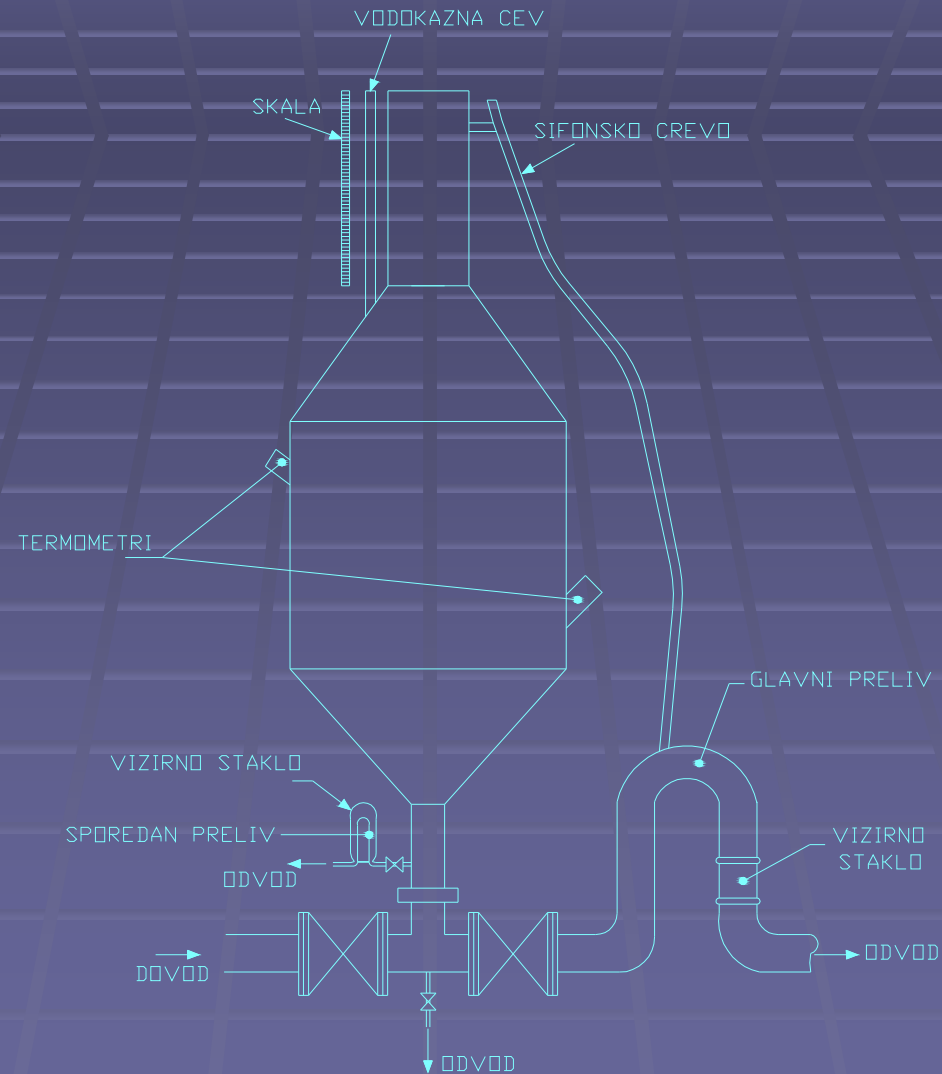 VODOKAZNA CEV
SKALA
SIFONSKO CREVO
TERMOMETRI
GLAVNI PRELIV
VIZIRNO STAKLO
SPOREDAN PRELIV
VIZIRNO
STAKLO
ODVOD
DOVOD
ODVOD
ODVOD